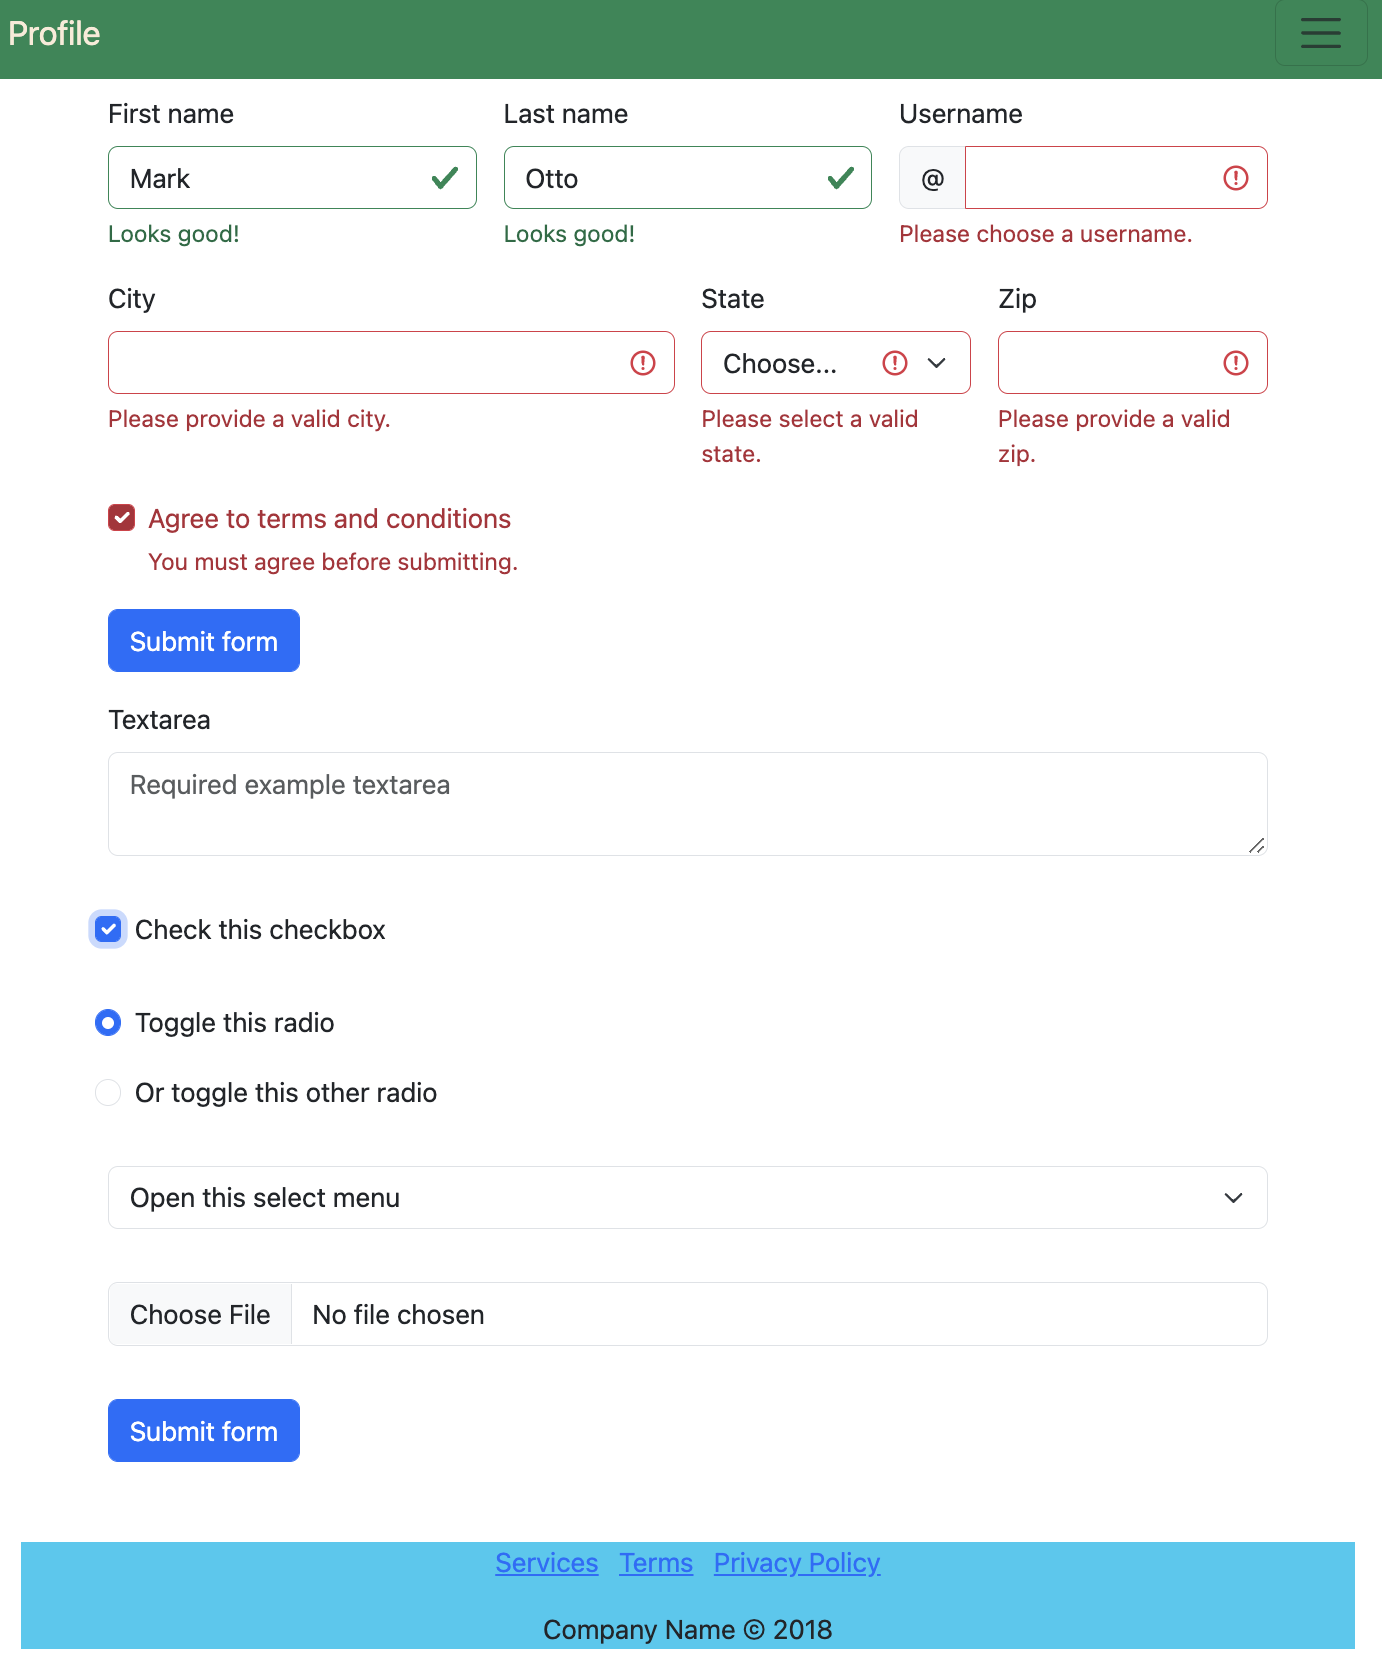 Profile
First name Last name Username
Mark Otto @
Looks good! Looks good! Please choose a username.
City State Zip
Choose...
Please provide a valid city. Please select a valid state. Please provide a valid zip.
Agree to terms and conditions
You must agree before submitting.
Submit form
Textarea
Required example textarea
Check this checkbox
Toggle this radio
Or toggle this other radio
Open this select menu
Choose File No file chosen
Submit form
Services Terms Privacy Policy
Company Name © 2018